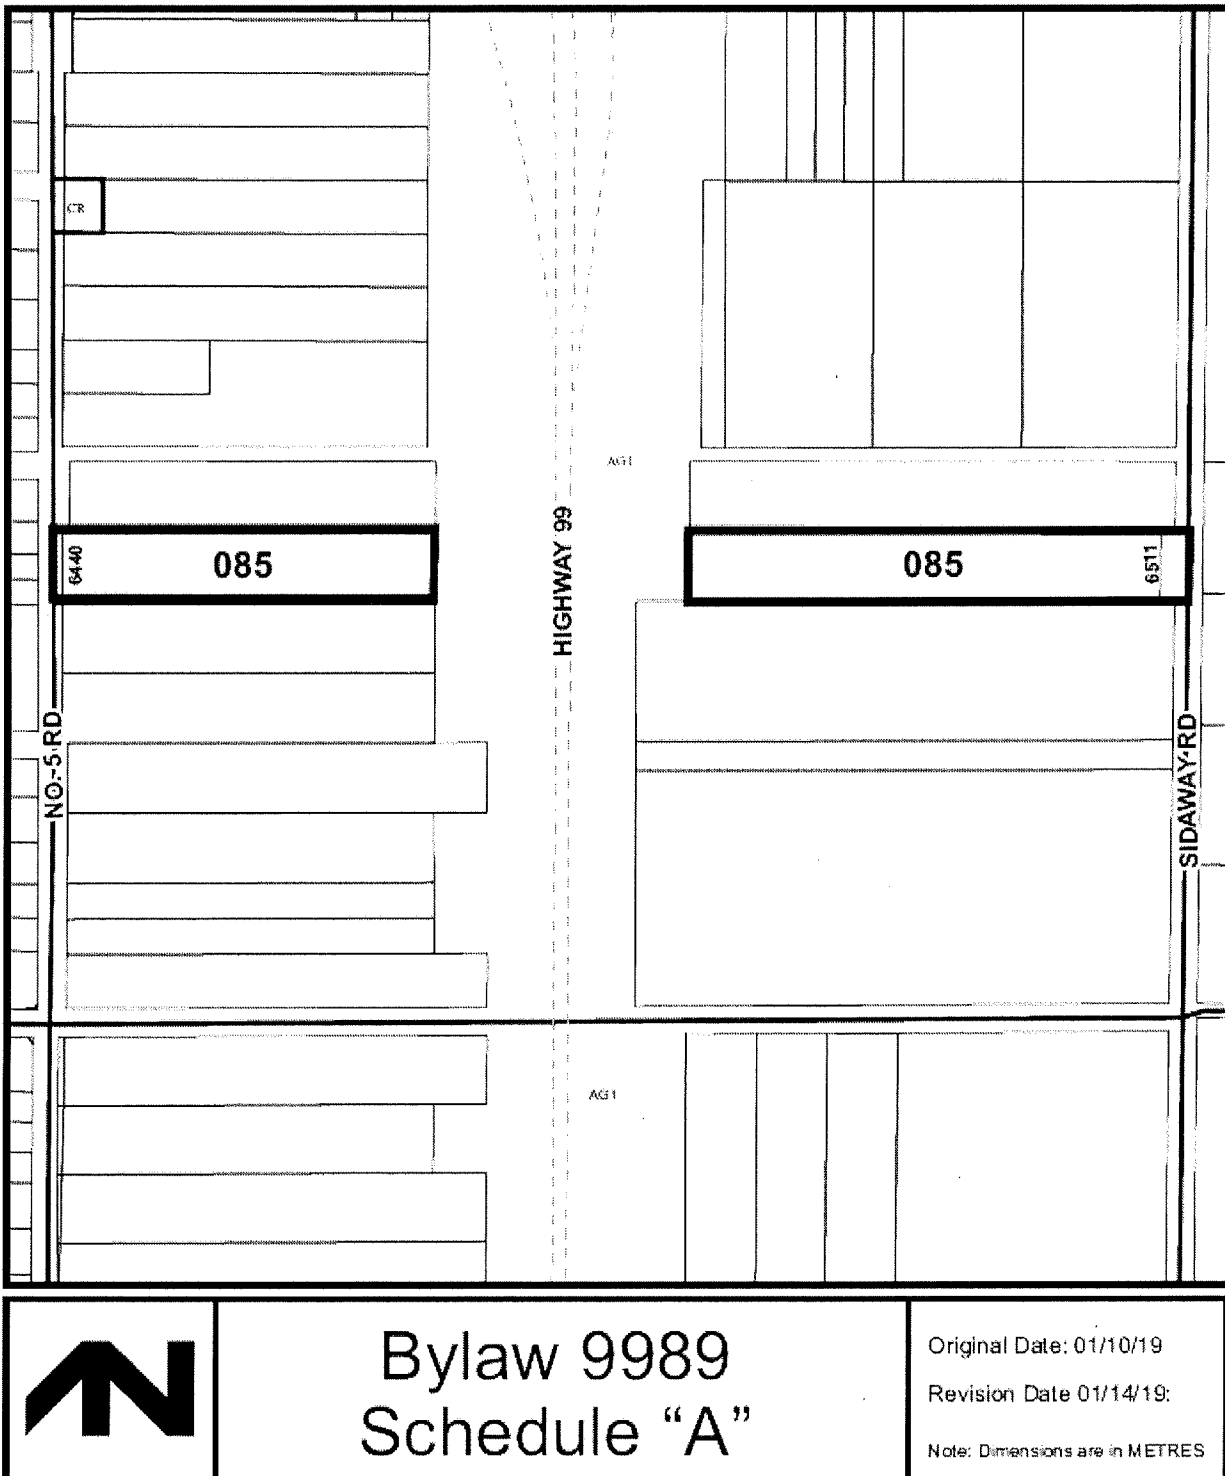 CR
AG1
HIGHWAY 99
6440
085
085
6511
NO. 5 RD
SIDAWAY RD
AG1
Bylaw 9989
Schedule “A”
Original Date: 01/10/19
Revision Date 01/14/19:
Note: Dimensions are in METRES